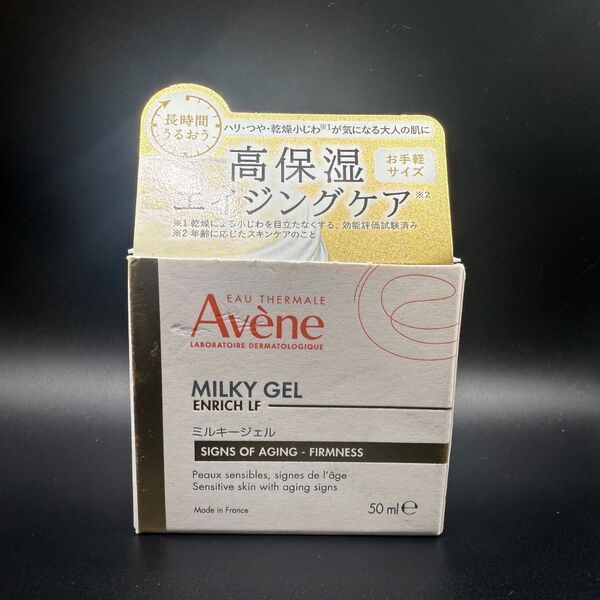 長時間
うるおう
ハリ・つや・乾燥小じわ※1が気になる大人の肌に
高保湿
お手軽
サイズ
エイジングケア※2
※1 乾燥による小じわを目立たなくする、効能評価試験済み
※2 年齢に応じたスキンケアのこと
EAU THERMALE
Avène
LABORATOIRE DERMATOLOGIQUE
MILKY GEL
ENRICH LF
ミルキージェル
SIGNS OF AGING - FIRMNESS
Peaux sensibles, signes de l'âge
Sensitive skin with aging signs
Made in France
50 ml℮